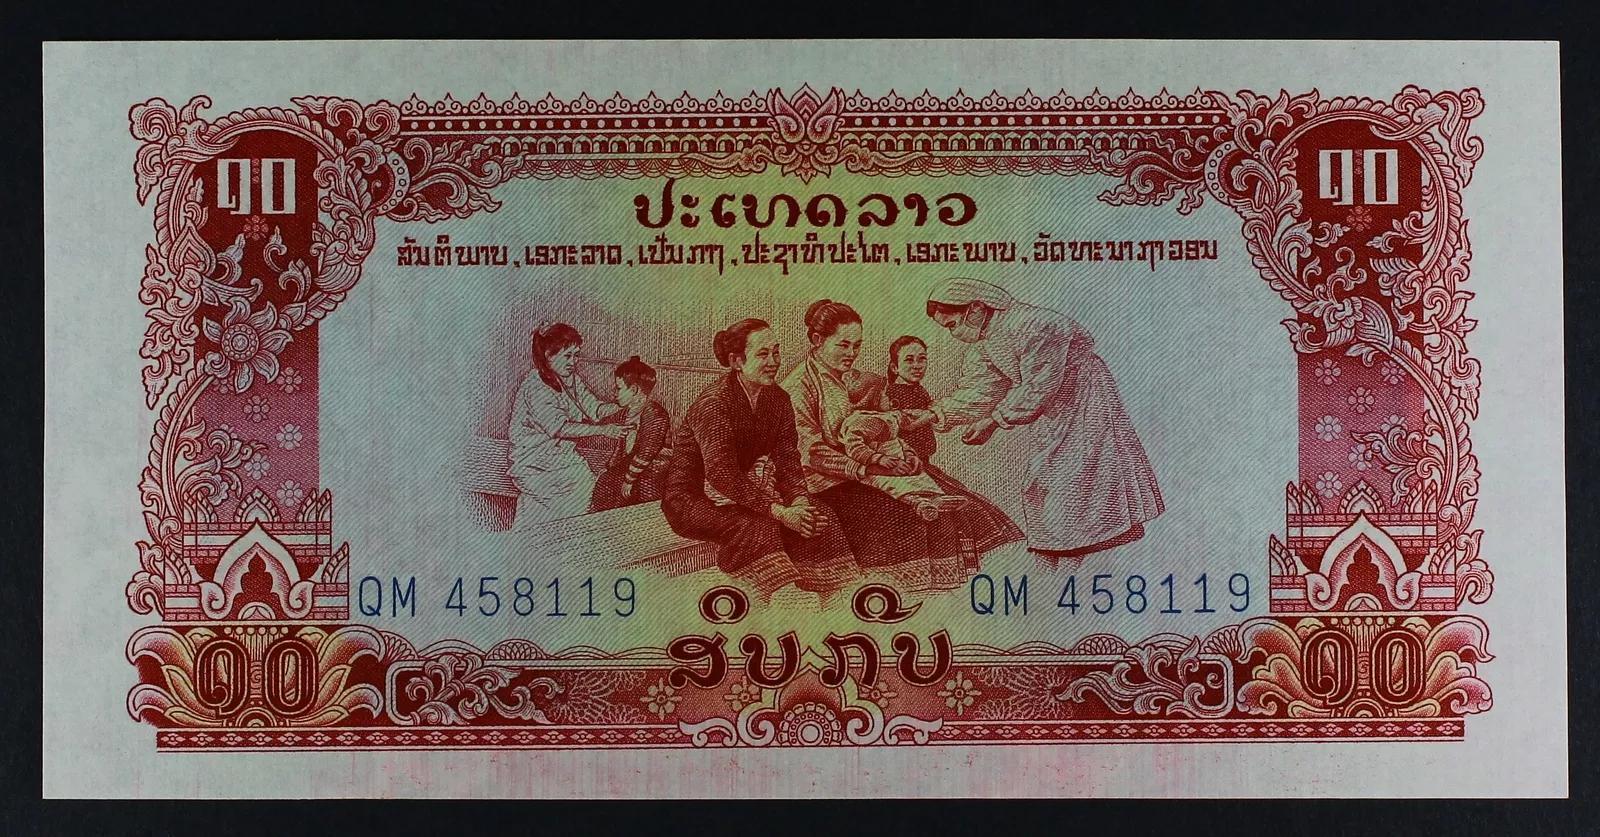 ໑໐ ໑໐
ປະເທດລາວ
ສັນຕິພາບ, ເອກະລາດ, ເປັນກາງ, ປະຊາທິປະໄຕ, ເອກະພາບ, ວັດທະນາຖາວອນ
QM 458119 QM 458119
ສິບກີບ
໑໐ ໑໐